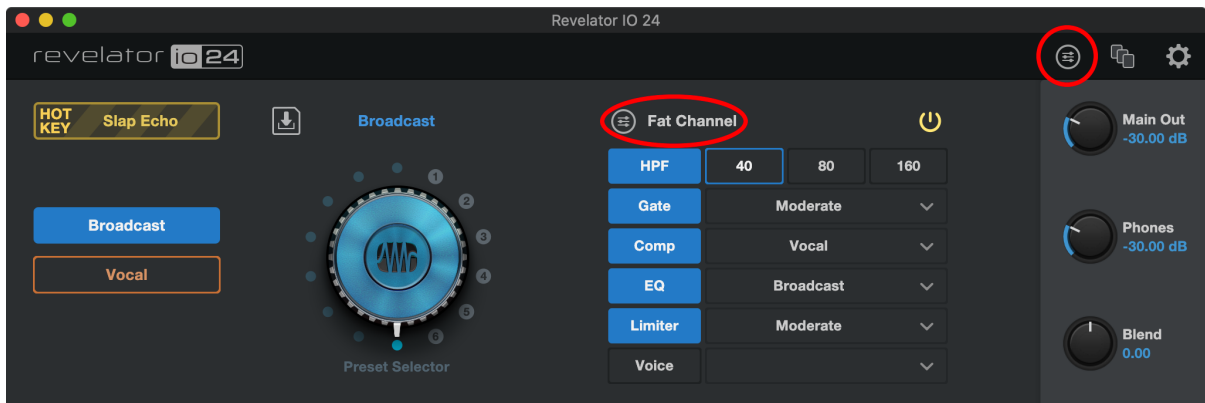 Revelator IO 24
revelator io 24
HOT KEY Slap Echo
Broadcast
Vocal
Broadcast
1
2
3
4
5
6
Preset Selector
Fat Channel
HPF 40 80 160
Gate Moderate
Comp Vocal
EQ Broadcast
Limiter Moderate
Voice
Main Out
-30.00 dB
Phones
-30.00 dB
Blend
0.00